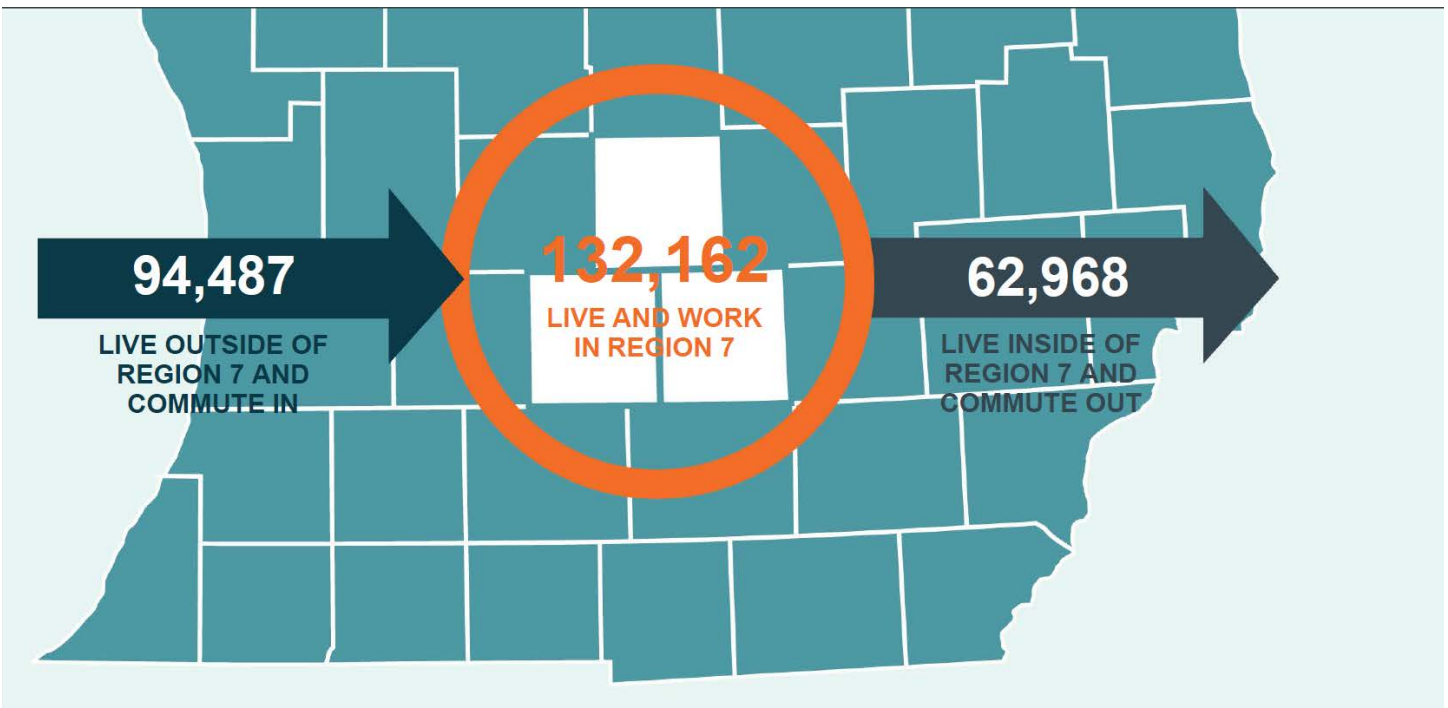 94,487
LIVE OUTSIDE OF
REGION 7 AND
COMMUTE IN
132,162
LIVE AND WORK
IN REGION 7
62,968
LIVE INSIDE OF
REGION 7 AND
COMMUTE OUT